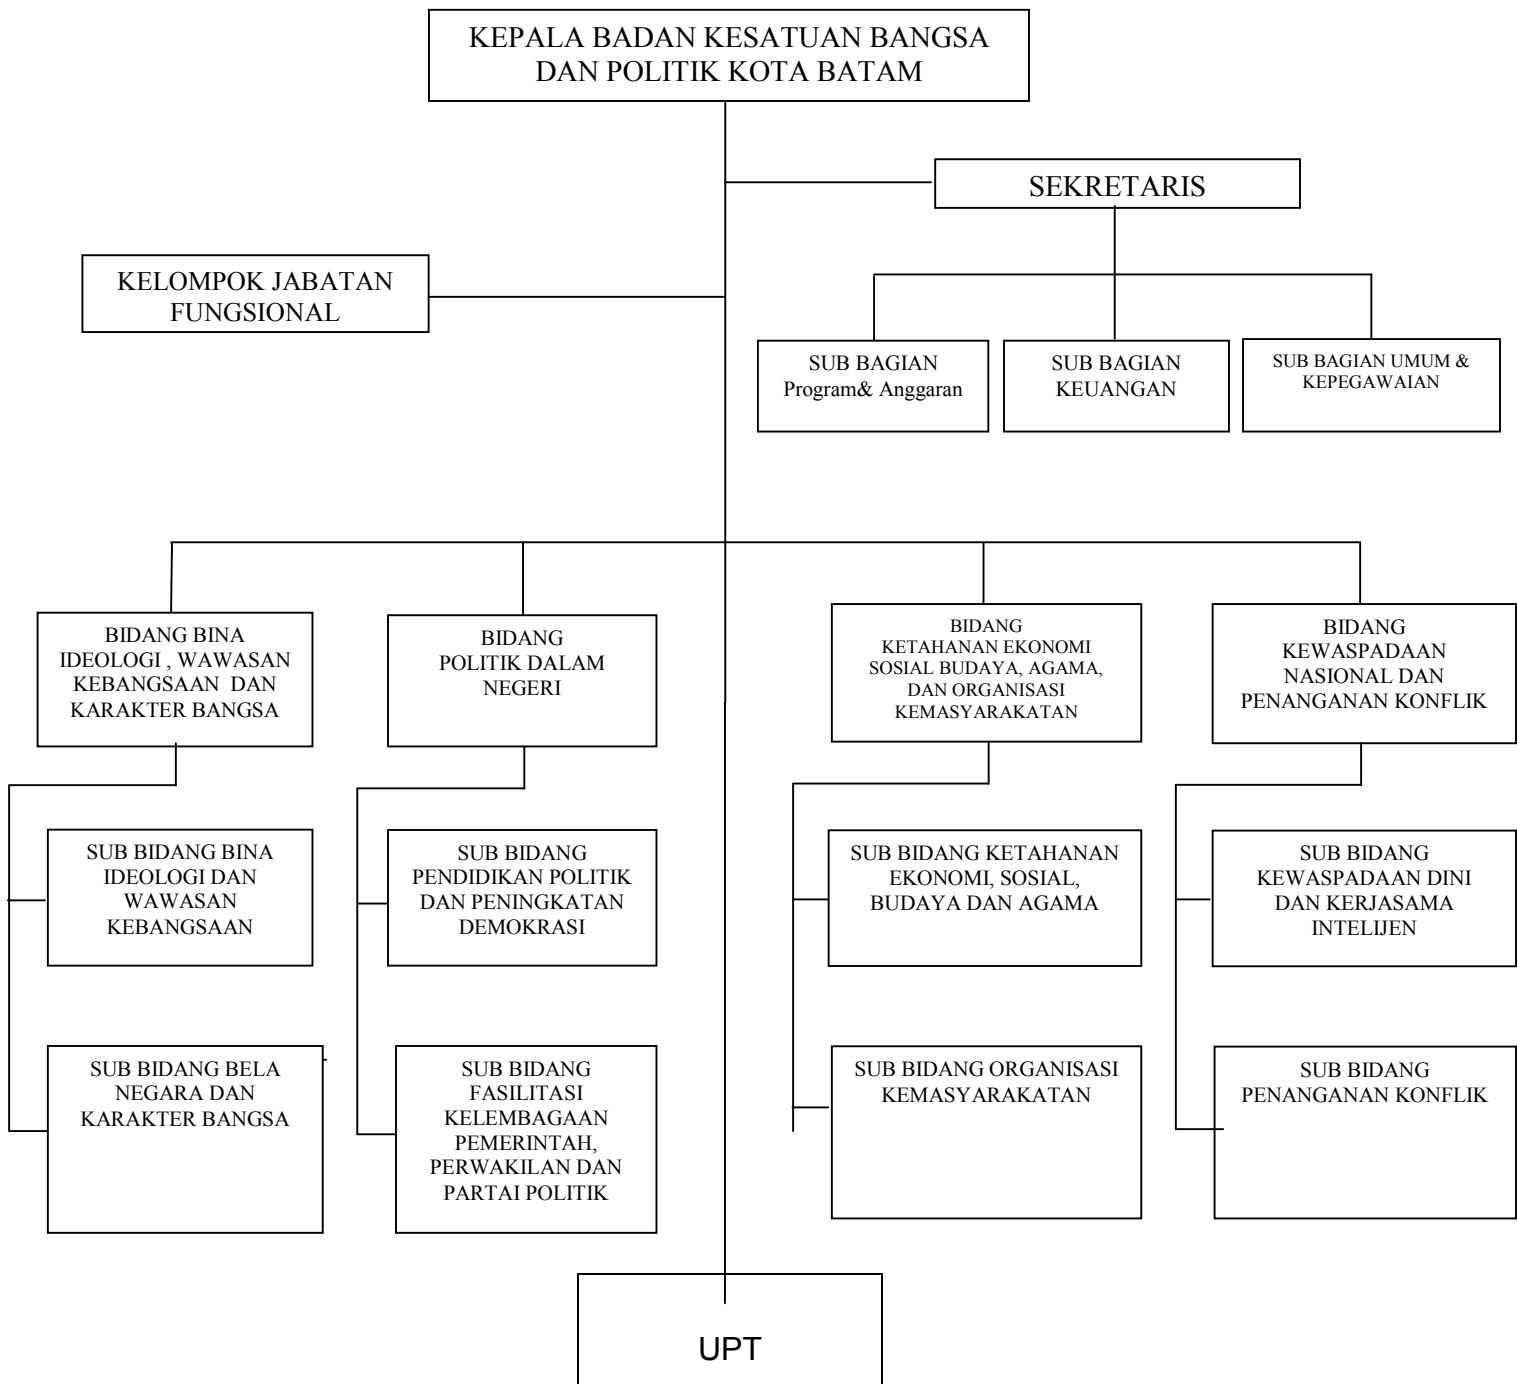 KEPALA BADAN KESATUAN BANGSA
DAN POLITIK KOTA BATAM
SEKRETARIS
KELOMPOK JABATAN
FUNGSIONAL
SUB BAGIAN
Program& Anggaran
SUB BAGIAN
KEUANGAN
SUB BAGIAN UMUM &
KEPEGAWAIAN
BIDANG BINA
IDEOLOGI , WAWASAN
KEBANGSAAN DAN
KARAKTER BANGSA
BIDANG
POLITIK DALAM
NEGERI
BIDANG
KETAHANAN EKONOMI
SOSIAL BUDAYA, AGAMA,
DAN ORGANISASI
KEMASYARAKATAN
BIDANG
KEWASPADAAN
NASIONAL DAN
PENANGANAN KONFLIK
SUB BIDANG BINA
IDEOLOGI DAN
WAWASAN
KEBANGSAAN
SUB BIDANG
PENDIDIKAN POLITIK
DAN PENINGKATAN
DEMOKRASI
SUB BIDANG KETAHANAN
EKONOMI, SOSIAL,
BUDAYA DAN AGAMA
SUB BIDANG
KEWASPADAAN DINI
DAN KERJASAMA
INTELIJEN
SUB BIDANG BELA
NEGARA DAN
KARAKTER BANGSA
SUB BIDANG
FASILITASI
KELEMBAGAAN
PEMERINTAH,
PERWAKILAN DAN
PARTAI POLITIK
SUB BIDANG ORGANISASI
KEMASYARAKATAN
SUB BIDANG
PENANGANAN KONFLIK
UPT